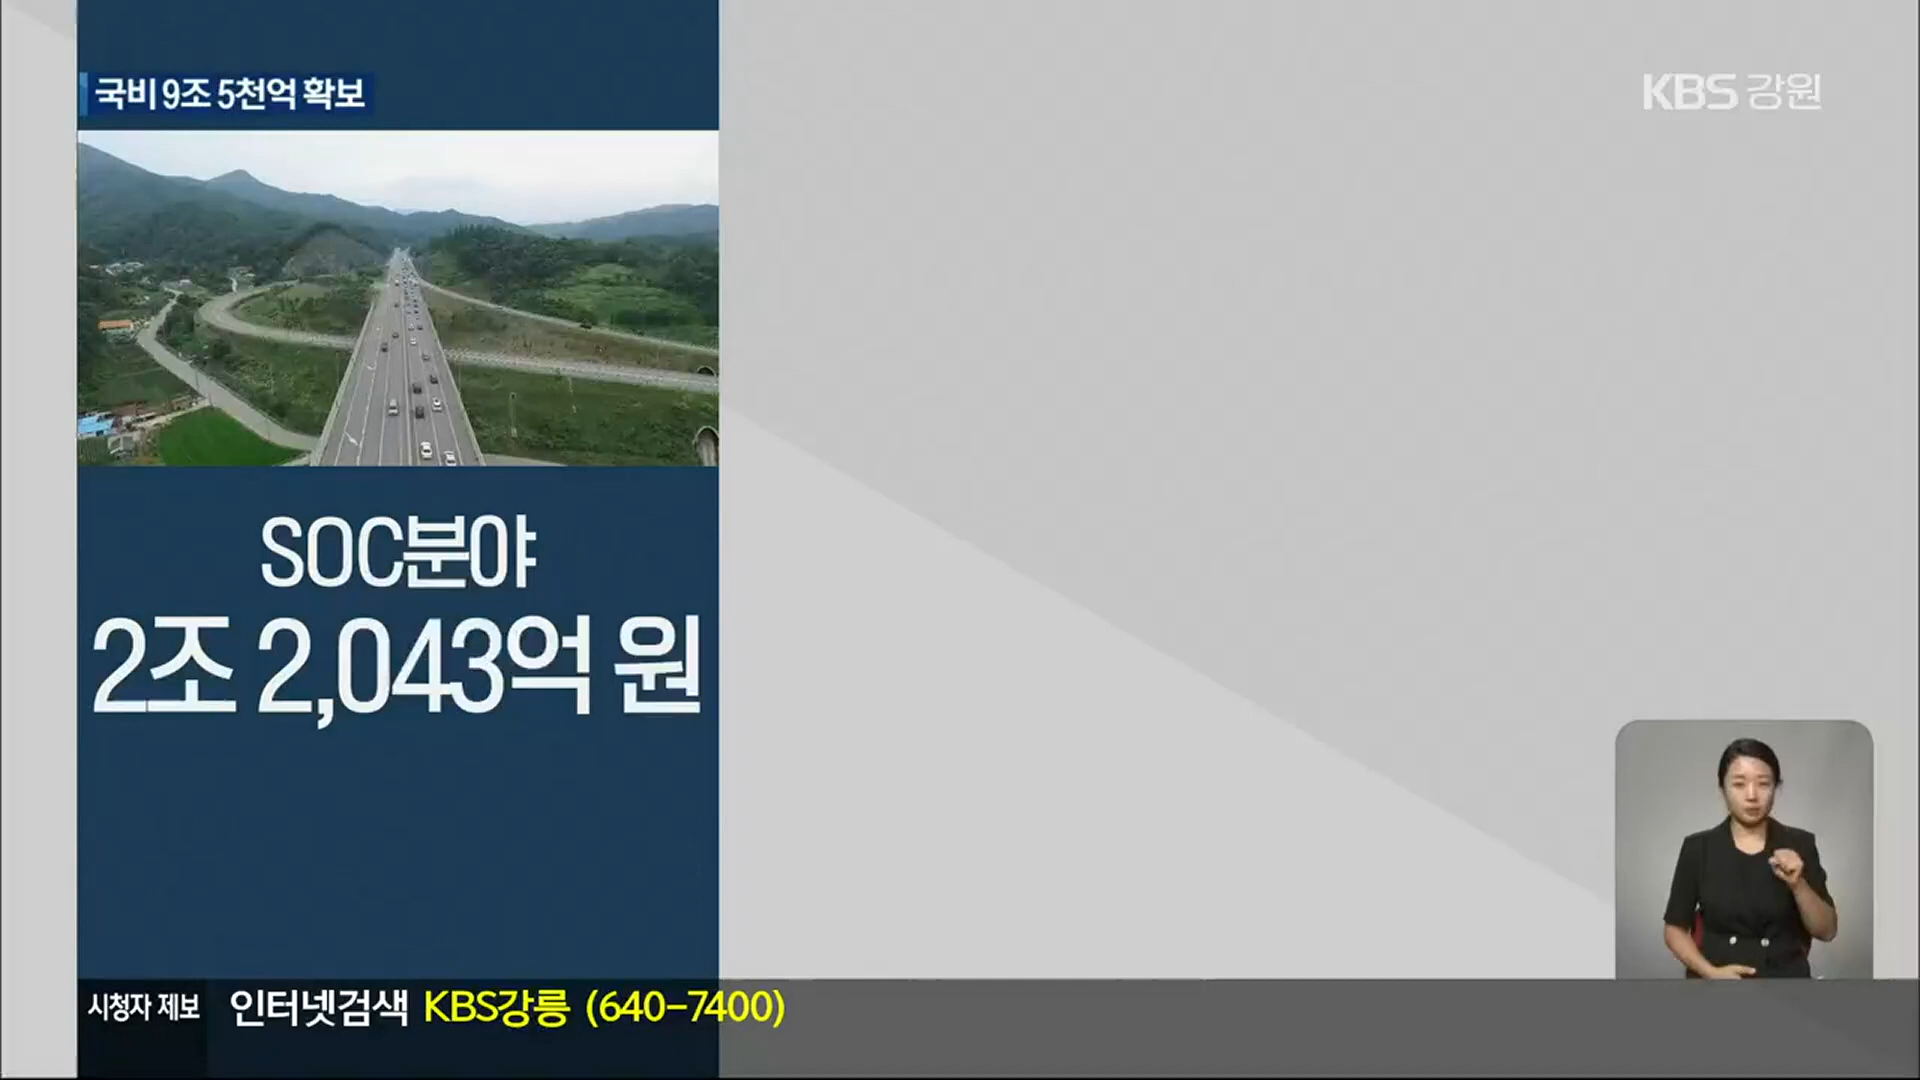 국비 9조 5천억 확보
KBS 강원
SOC분야
2조 2,043억 원
시청자 제보 인터넷검색 KBS강릉 (640-7400)